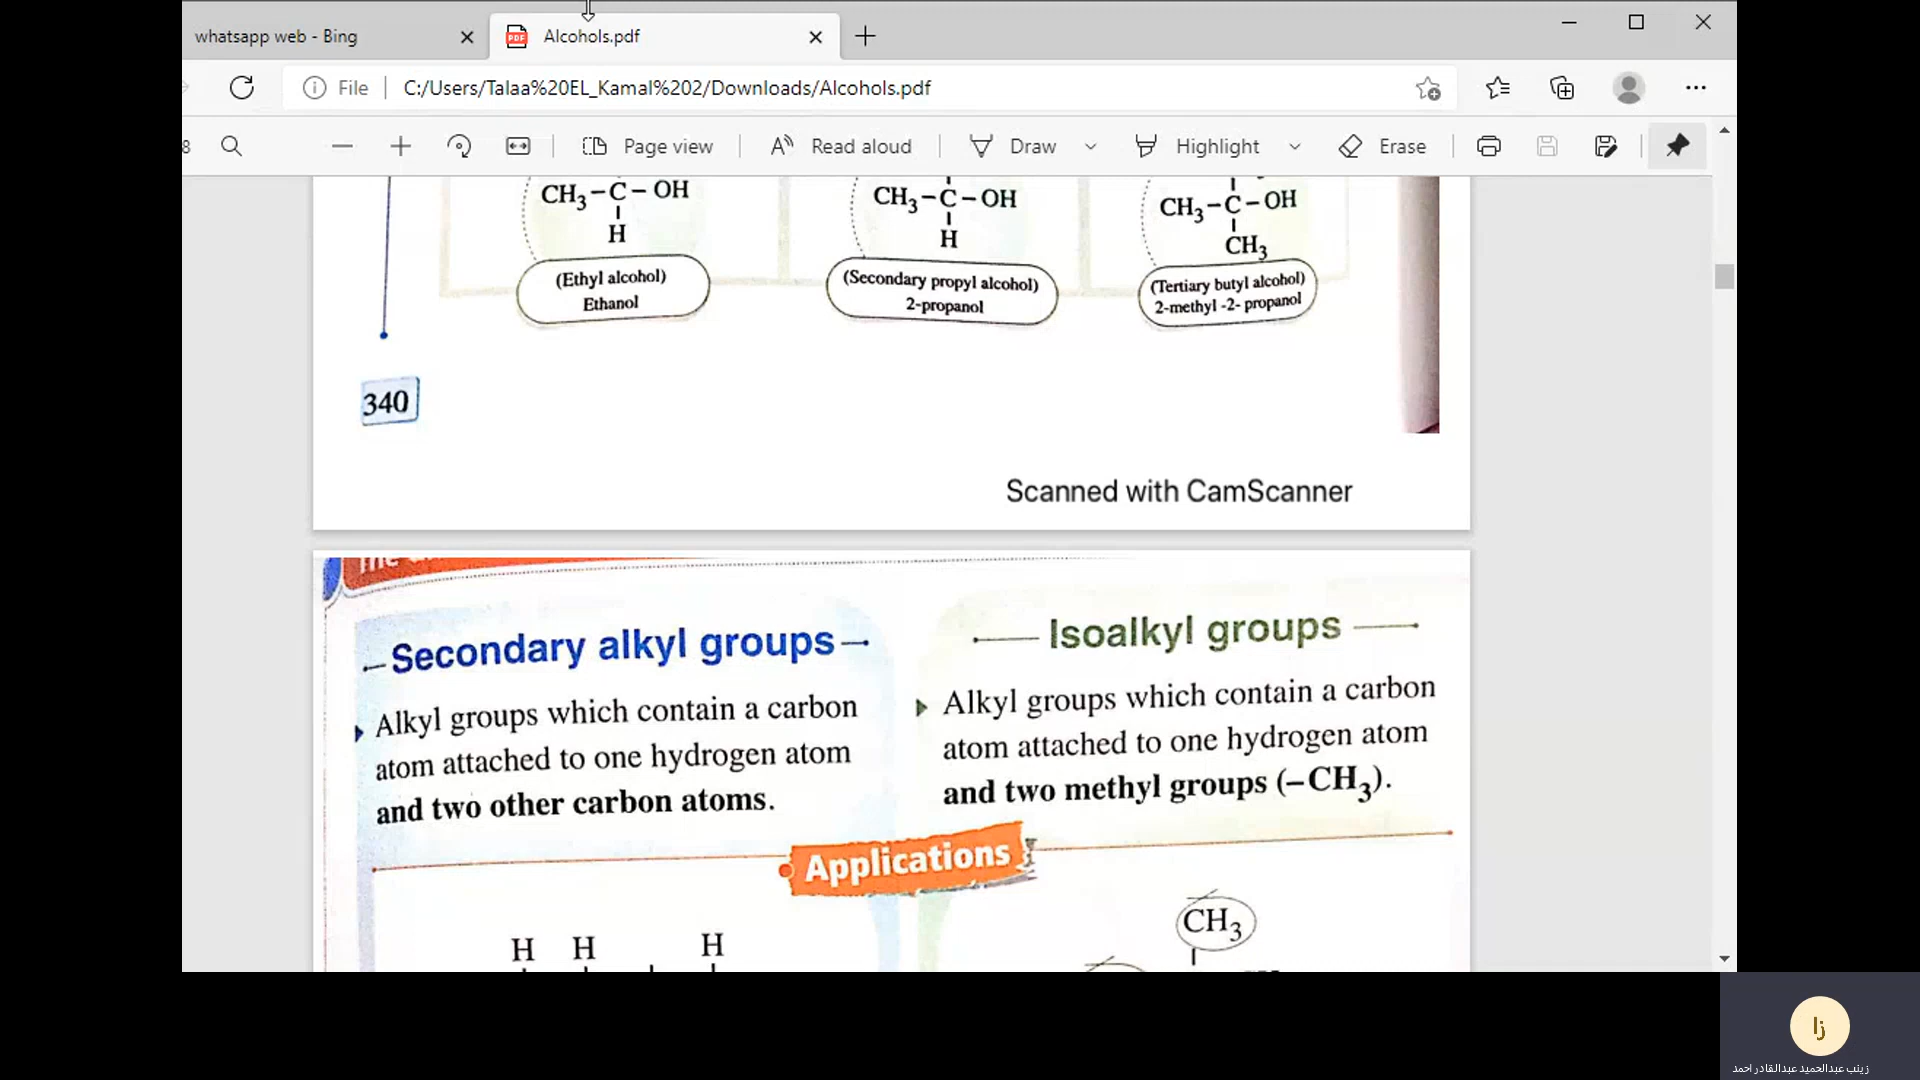 whatsapp web - Bing
Alcohols.pdf
File
C:/Users/Talaa%20EL_Kamal%202/Downloads/Alcohols.pdf
8
Page view
Read aloud
Draw
Highlight
Erase
CH3-C-OH
H
(Ethyl alcohol)
Ethanol
CH3-C-OH
H
(Secondary propyl alcohol)
2-propanol
CH3-C-OH
CH3
(Tertiary butyl alcohol)
2-methyl -2- propanol
340
Scanned with CamScanner
Secondary alkyl groups
Alkyl groups which contain a carbon
atom attached to one hydrogen atom
and two other carbon atoms.
Isoalkyl groups
Alkyl groups which contain a carbon
atom attached to one hydrogen atom
and two methyl groups (-CH3).
Applications
H H H
CH3
زا
زينب عبدالحميد عبدالقادر احمد